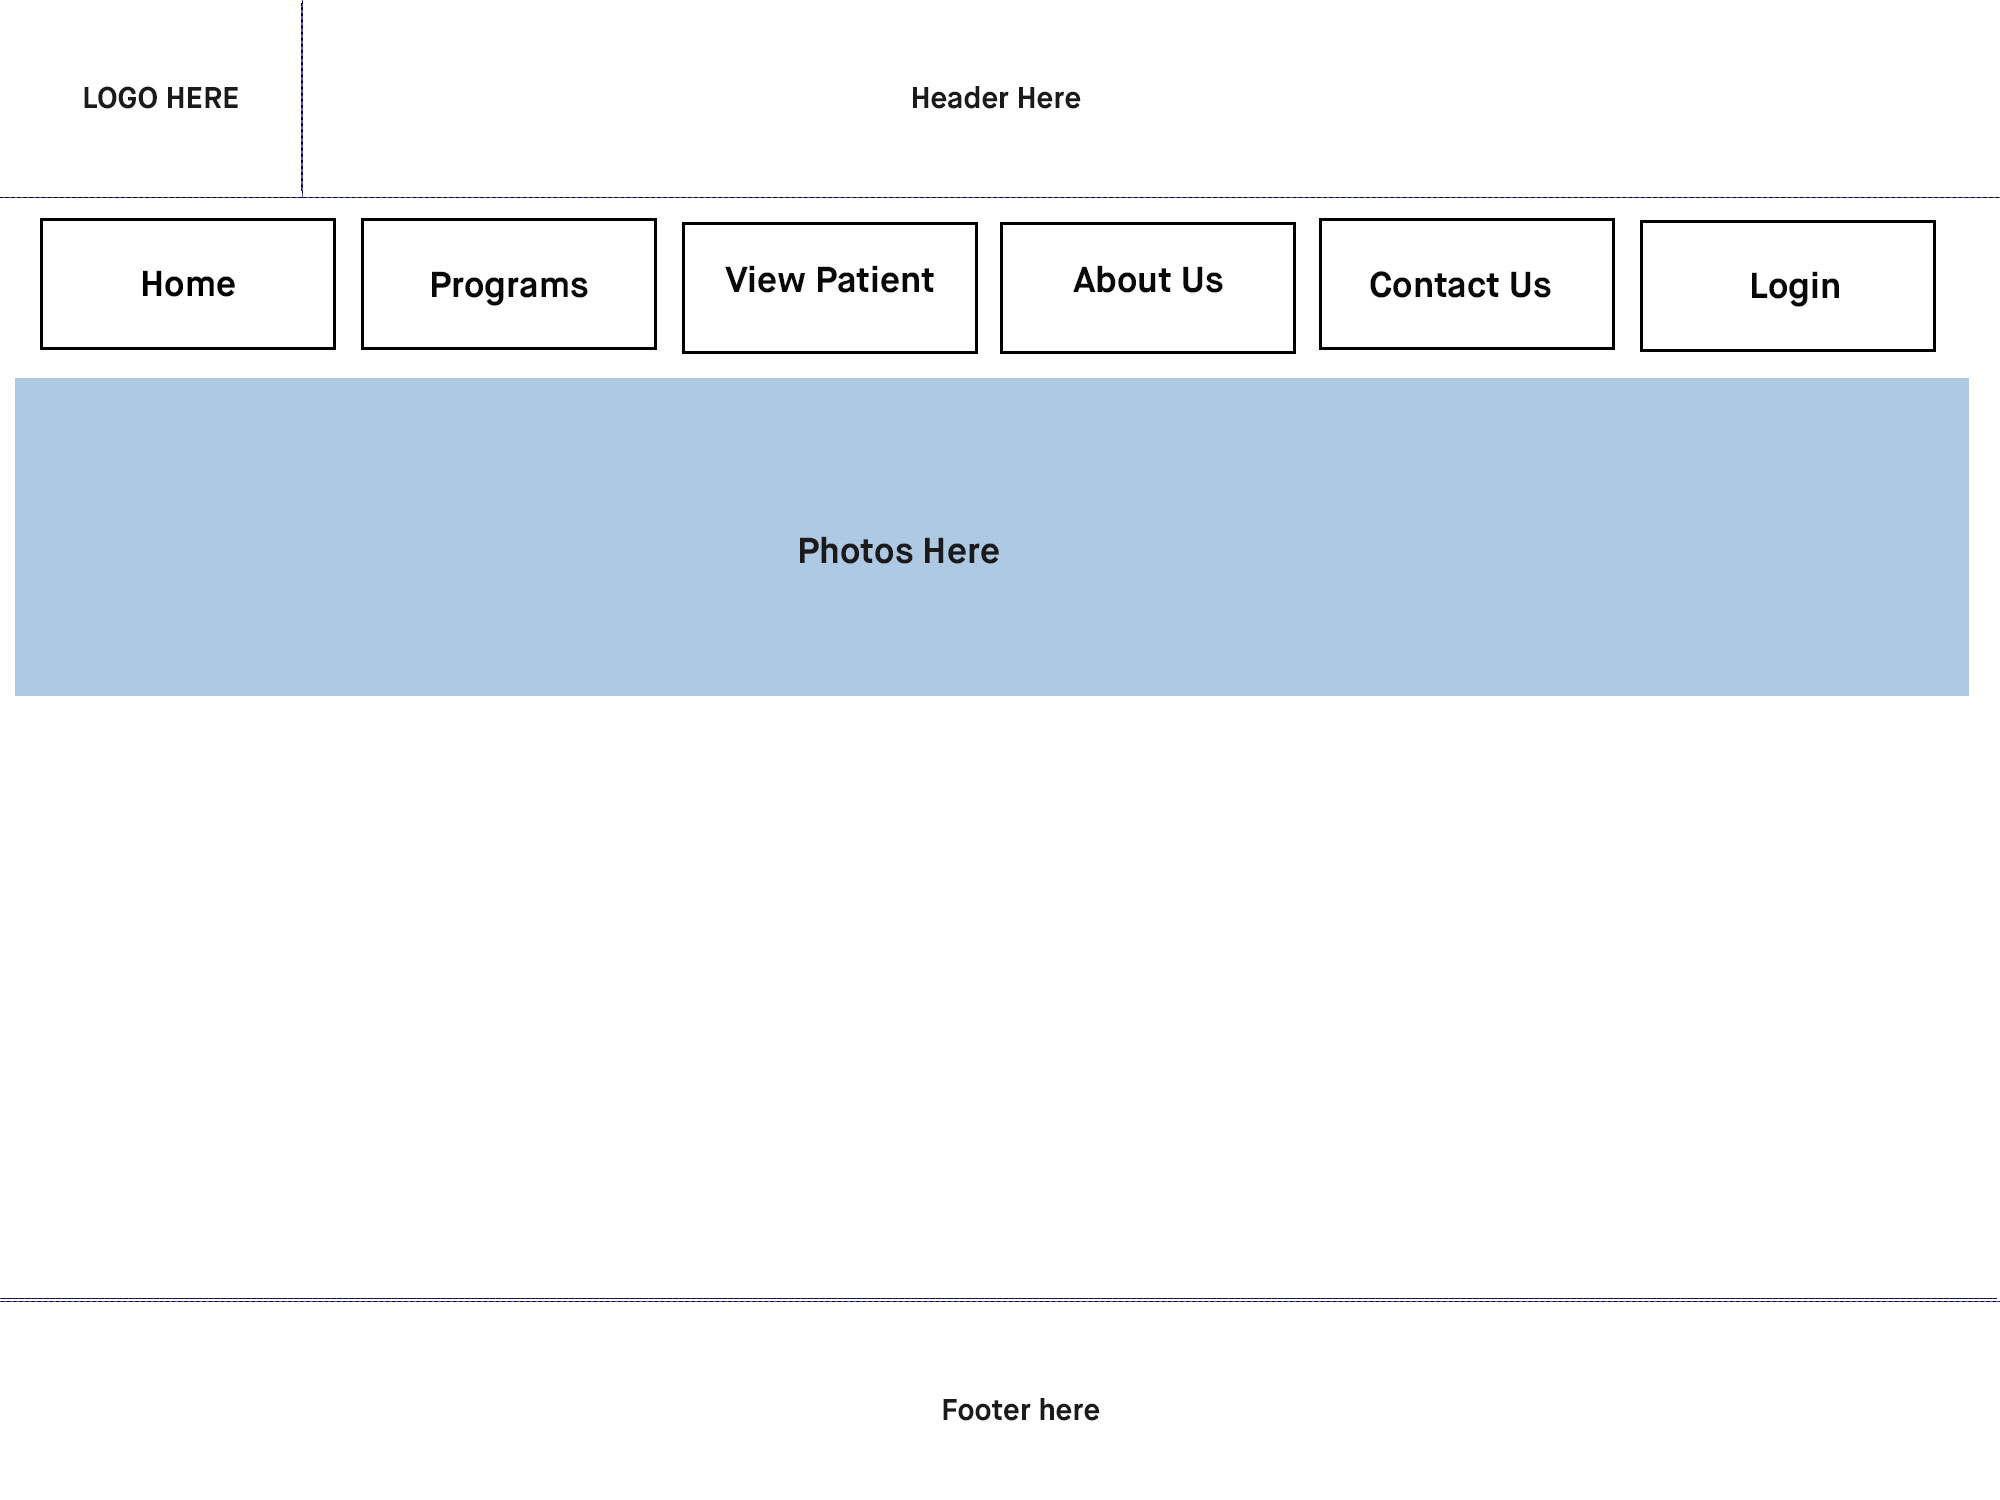 LOGO HERE
Header Here
Home
Programs
View Patient
About Us
Contact Us
Login
Photos Here
Footer here